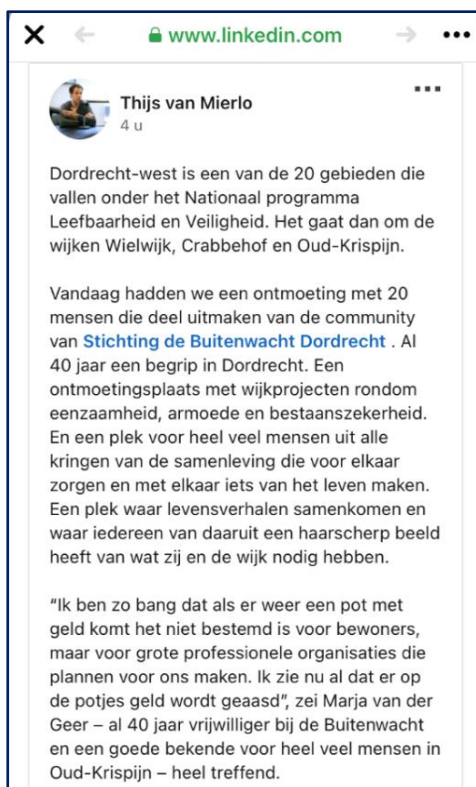 www.linkedin.com
Thijs van Mierlo
4 u
Dordrecht-west is een van de 20 gebieden die
vallen onder het Nationaal programma
Leefbaarheid en Veiligheid. Het gaat dan om de
wijken Wielwijk, Crabbehof en Oud-Krispijn.
Vandaag hadden we een ontmoeting met 20
mensen die deel uitmaken van de community
van Stichting de Buitenwacht Dordrecht . Al
40 jaar een begrip in Dordrecht. Een
ontmoetingsplaats met wijkprojecten rondom
eenzaamheid, armoede en bestaanszekerheid.
En een plek voor heel veel mensen uit alle
kringen van de samenleving die voor elkaar
zorgen en met elkaar iets van het leven maken.
Een plek waar levensverhalen samenkomen en
waar iedereen van daaruit een haarscherp beeld
heeft van wat zij en de wijk nodig hebben.
“Ik ben zo bang dat als er weer een pot met
geld komt het niet bestemd is voor bewoners,
maar voor grote professionele organisaties die
plannen voor ons maken. Ik zie nu al dat er op
de potjes geld wordt geaasd”, zei Marja van der
Geer – al 40 jaar vrijwilliger bij de Buitenwacht
en een goede bekende voor heel veel mensen in
Oud-Krispijn – heel treffend.